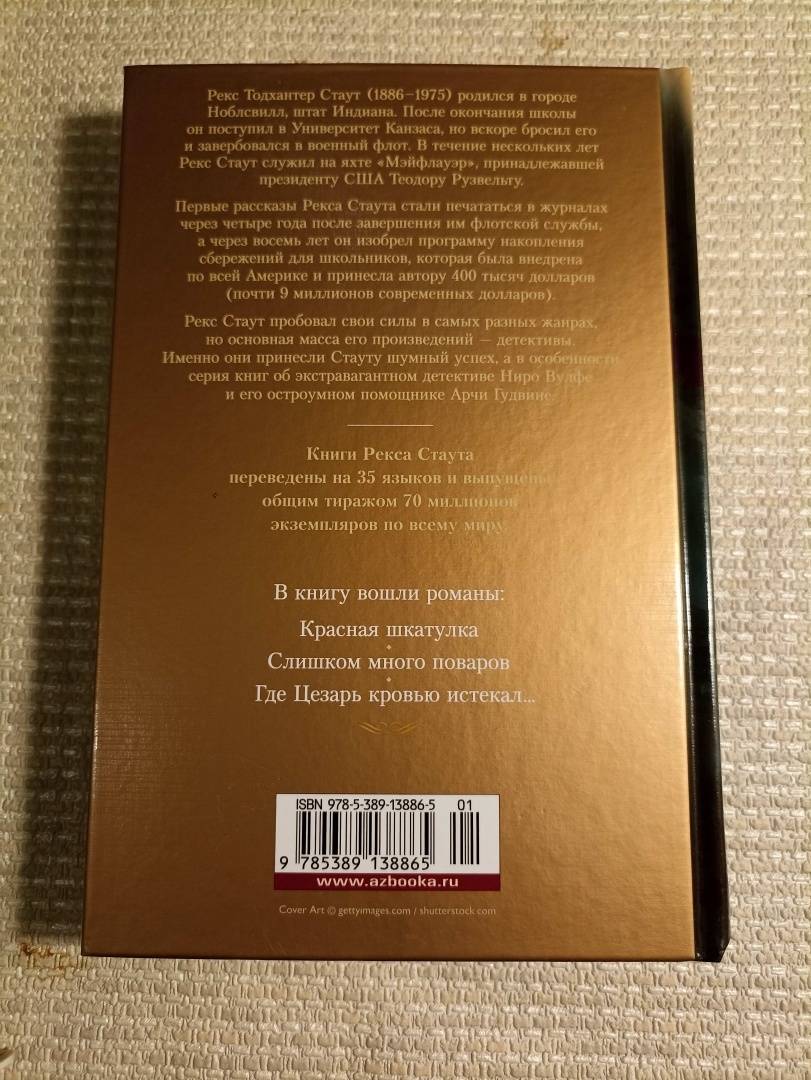 Рекс Тодхантер Стаут (1886–1975) родился в городе
Ноблсвилл, штат Индиана. После окончания школы
он поступил в Университет Канзаса, но вскоре бросил его
и завербовался в военный флот. В течение нескольких лет
Рекс Стаут служил на яхте «Мэйфлауэр», принадлежавшей
президенту США Теодору Рузвельту.
Первые рассказы Рекса Стаута стали печататься в журналах
через четыре года после завершения им флотской службы,
а через восемь лет он изобрел программу накопления
сбережений для школьников, которая была внедрена
по всей Америке и принесла автору 400 тысяч долларов
(почти 9 миллионов современных долларов).
Рекс Стаут пробовал свои силы в самых разных жанрах,
но основная масса его произведений — детективы.
Именно они принесли Стауту шумный успех, а в особенности
серия книг об экстравагантном детективе Ниро Вулфе
и его остроумном помощнике Арчи Гудвине.
Книги Рекса Стаута
переведены на 35 языков и выпущены
общим тиражом 70 миллионов
экземпляров по всему миру.
В книгу вошли романы:
Красная шкатулка
Слишком много поваров
Где Цезарь кровью истекал...
ISBN 978-5-389-13886-5 01
9 785389 138865
www.azbooka.ru
Cover Art © gettyimages.com / shutterstock.com